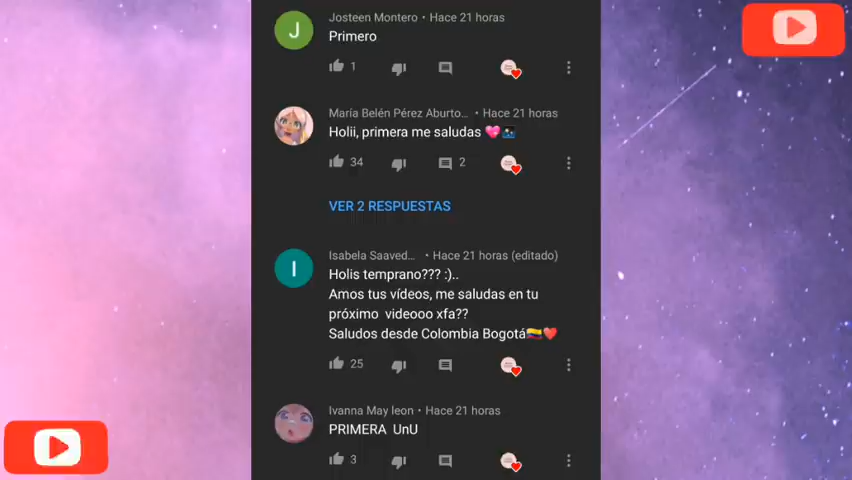 J
Josteen Montero • Hace 21 horas
Primero
1
María Belén Pérez Aburto... • Hace 21 horas
Holii, primera me saludas 💖🌌
34
2
VER 2 RESPUESTAS
I
Isabela Saaved... • Hace 21 horas (editado)
Holis temprano??? :)..
Amos tus vídeos, me saludas en tu
próximo videooo xfa??
Saludos desde Colombia Bogotá🇨🇴❤️
25
Ivanna May leon • Hace 21 horas
PRIMERA UnU
3